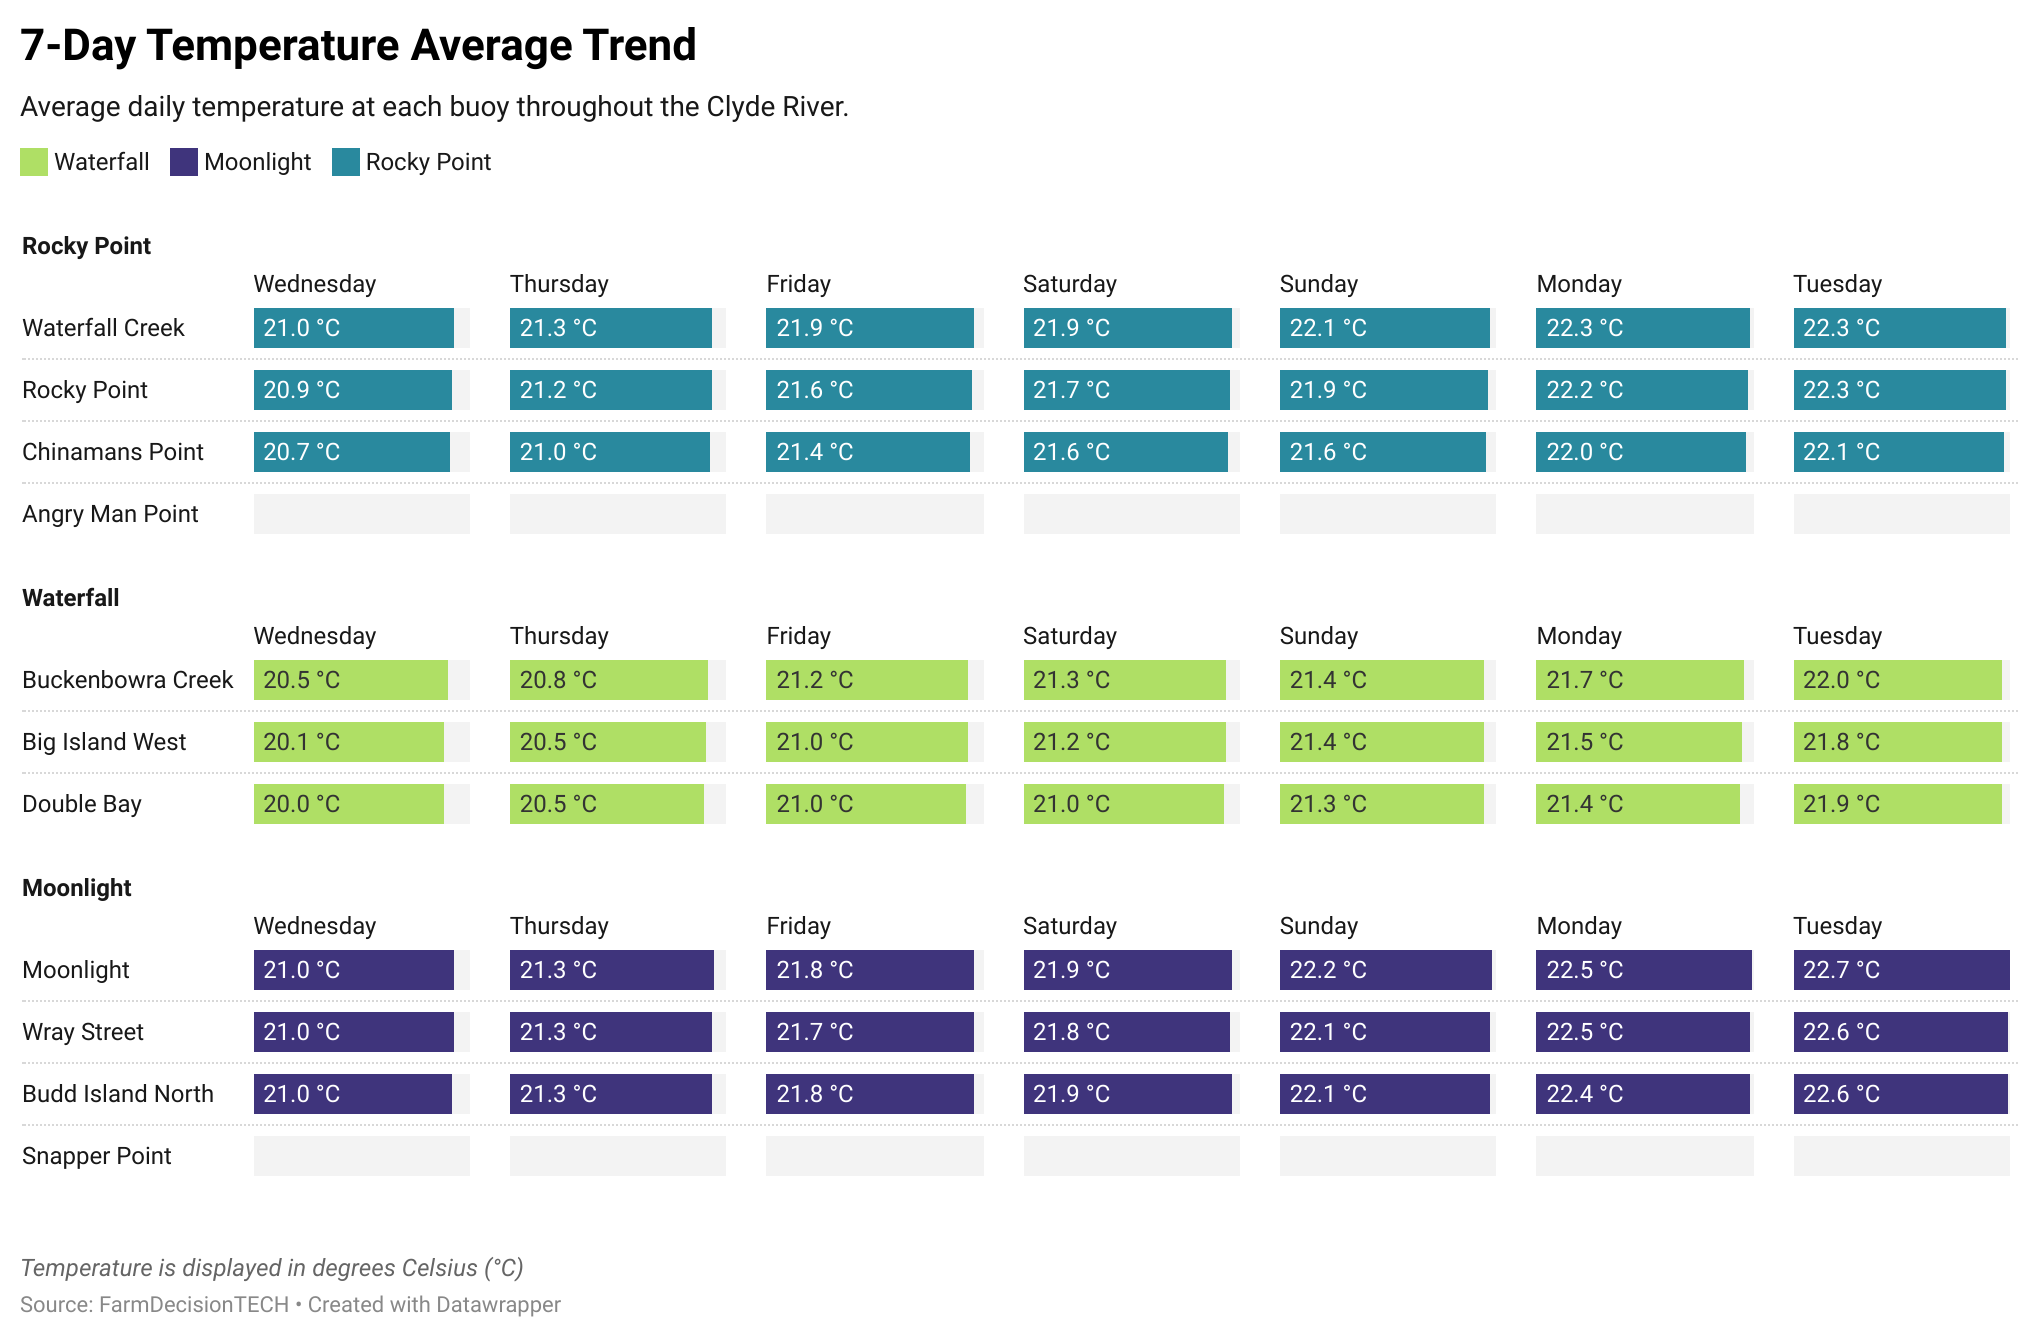 7-Day Temperature Average Trend
Average daily temperature at each buoy throughout the Clyde River.
Waterfall Moonlight Rocky Point
Rocky Point
Wednesday Thursday Friday Saturday Sunday Monday Tuesday
Waterfall Creek 21.0 °C 21.3 °C 21.9 °C 21.9 °C 22.1 °C 22.3 °C 22.3 °C
Rocky Point 20.9 °C 21.2 °C 21.6 °C 21.7 °C 21.9 °C 22.2 °C 22.3 °C
Chinamans Point 20.7 °C 21.0 °C 21.4 °C 21.6 °C 21.6 °C 22.0 °C 22.1 °C
Angry Man Point
Waterfall
Wednesday Thursday Friday Saturday Sunday Monday Tuesday
Buckenbowra Creek 20.5 °C 20.8 °C 21.2 °C 21.3 °C 21.4 °C 21.7 °C 22.0 °C
Big Island West 20.1 °C 20.5 °C 21.0 °C 21.2 °C 21.4 °C 21.5 °C 21.8 °C
Double Bay 20.0 °C 20.5 °C 21.0 °C 21.0 °C 21.3 °C 21.4 °C 21.9 °C
Moonlight
Wednesday Thursday Friday Saturday Sunday Monday Tuesday
Moonlight 21.0 °C 21.3 °C 21.8 °C 21.9 °C 22.2 °C 22.5 °C 22.7 °C
Wray Street 21.0 °C 21.3 °C 21.7 °C 21.8 °C 22.1 °C 22.5 °C 22.6 °C
Budd Island North 21.0 °C 21.3 °C 21.8 °C 21.9 °C 22.1 °C 22.4 °C 22.6 °C
Snapper Point
Temperature is displayed in degrees Celsius (°C)
Source: FarmDecisionTECH • Created with Datawrapper